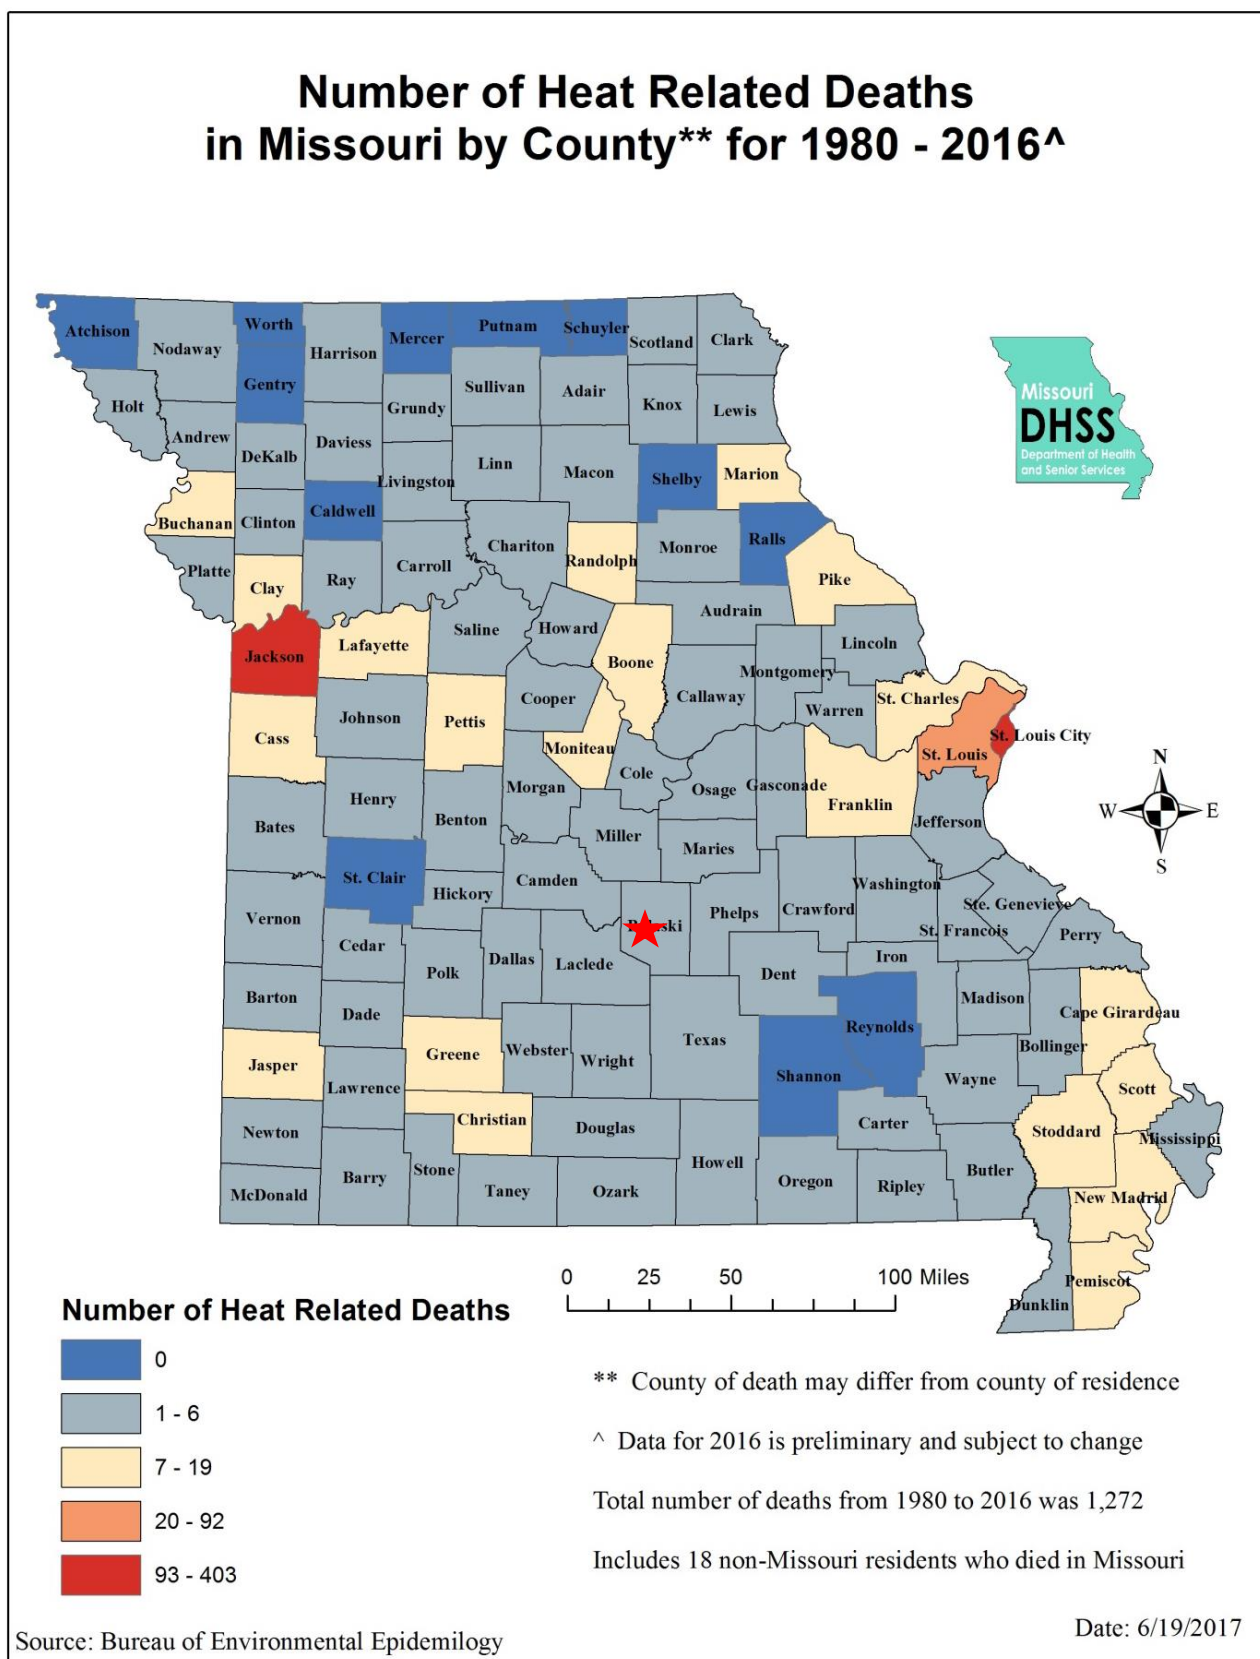 Number of Heat Related Deaths
in Missouri by County** for 1980 - 2016^
Atchison
Nodaway
Worth
Gentry
Harrison
Mercer
Putnam
Schuyler
Scotland
Clark
Holt
Andrew
DeKalb
Daviess
Grundy
Sullivan
Adair
Knox
Lewis
Missouri
DHSS
Department of Health
and Senior Services
Buchanan
Clinton
Caldwell
Livingston
Linn
Macon
Shelby
Marion
Platte
Clay
Ray
Carroll
Chariton
Randolph
Monroe
Ralls
Pike
Jackson
Lafayette
Saline
Howard
Boone
Audrain
Callaway
Montgomery
Lincoln
Warren
St. Charles
St. Louis
St. Louis City
Cass
Johnson
Pettis
Cooper
Moniteau
Cole
Osage
Gasconade
Franklin
Jefferson
N
W
E
S
Bates
Henry
Benton
Morgan
Miller
Maries
St. Clair
Hickory
Camden
Phelps
Crawford
Washington
Ste. Genevieve
St. Francois
Perry
Vernon
Cedar
Polk
Dallas
Laclede
Dent
Iron
Madison
Bollinger
Cape Girardeau
Barton
Dade
Greene
Webster
Wright
Texas
Shannon
Reynolds
Wayne
Scott
Stoddard
Mississippi
Jasper
Lawrence
Christian
Douglas
Howell
Carter
Butler
Newton
McDonald
Barry
Stone
Taney
Ozark
Oregon
Ripley
New Madrid
Dunklin
Pemiscot
0 25 50 100 Miles
Number of Heat Related Deaths
0
1 - 6
7 - 19
20 - 92
93 - 403
** County of death may differ from county of residence
^ Data for 2016 is preliminary and subject to change
Total number of deaths from 1980 to 2016 was 1,272
Includes 18 non-Missouri residents who died in Missouri
Source: Bureau of Environmental Epidemilogy
Date: 6/19/2017